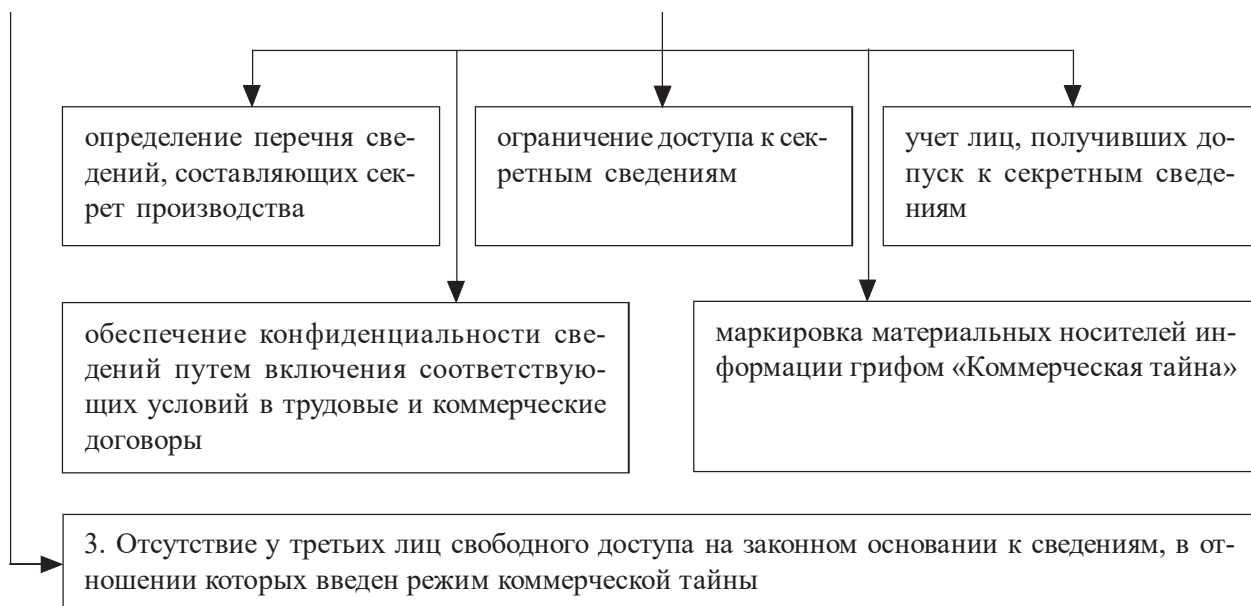 определение перечня све-
дений, составляющих сек-
рет производства
ограничение доступа к сек-
ретным сведениям
учет лиц, получивших до-
пуск к секретным сведе-
ниям
обеспечение конфиденциальности све-
дений путем включения соответствую-
щих условий в трудовые и коммерческие
договоры
маркировка материальных носителей ин-
формации грифом «Коммерческая тайна»
3. Отсутствие у третьих лиц свободного доступа на законном основании к сведениям, в от-
ношении которых введен режим коммерческой тайны